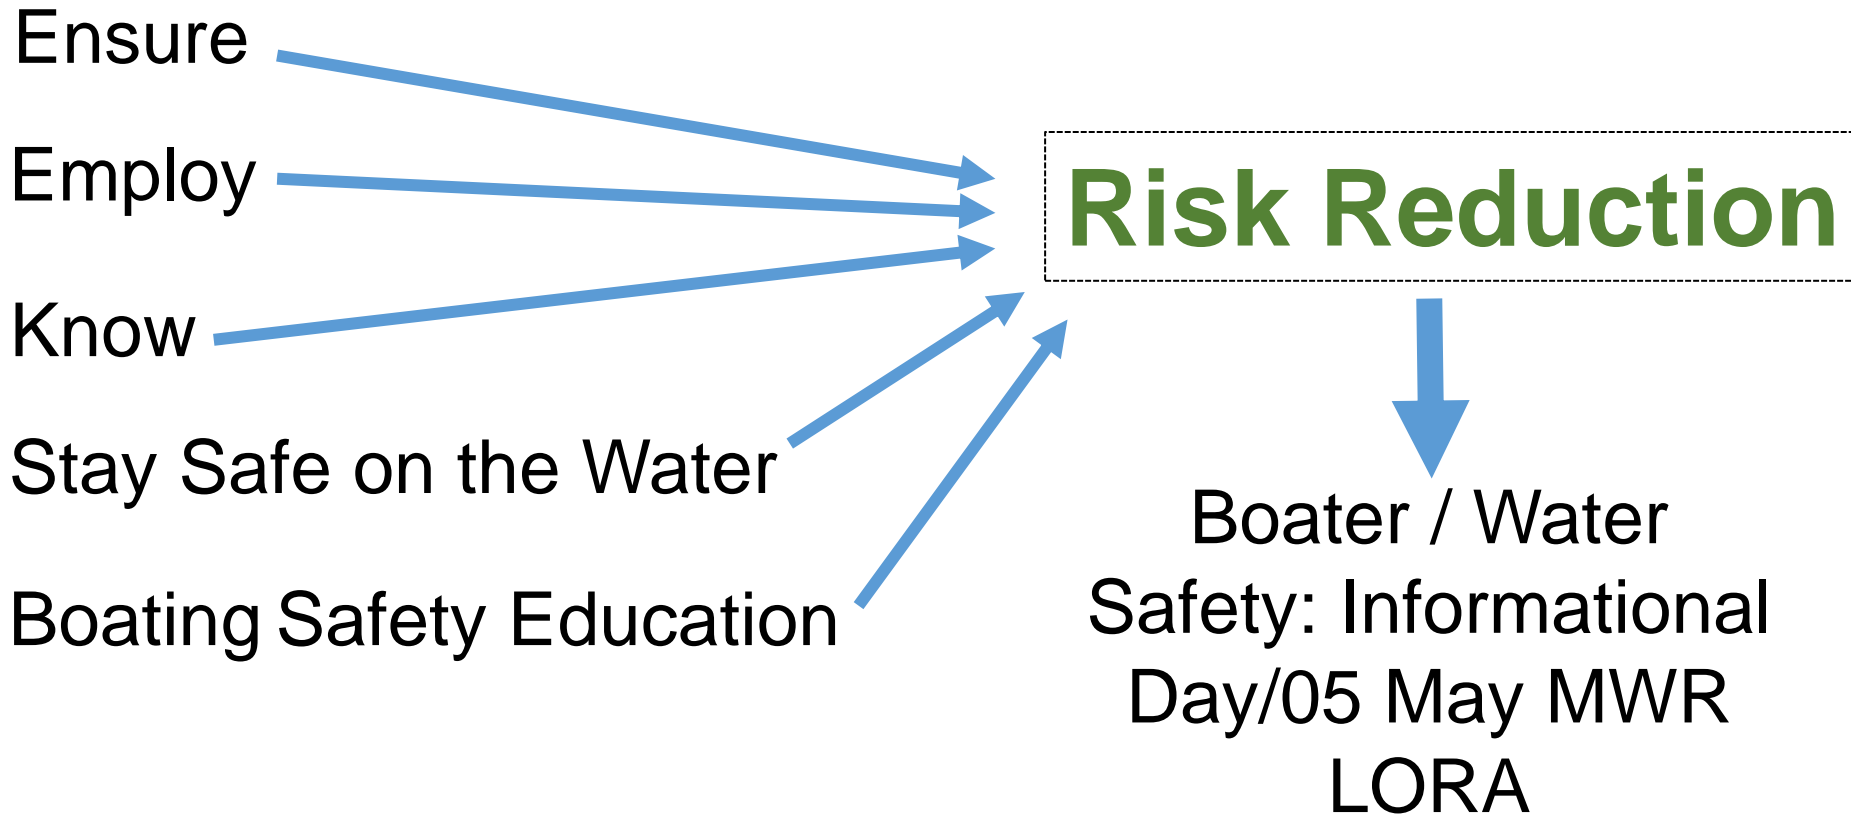 Ensure
Employ
Know
Stay Safe on the Water
Boating Safety Education
Risk Reduction
Boater / Water
Safety: Informational
Day/05 May MWR
LORA